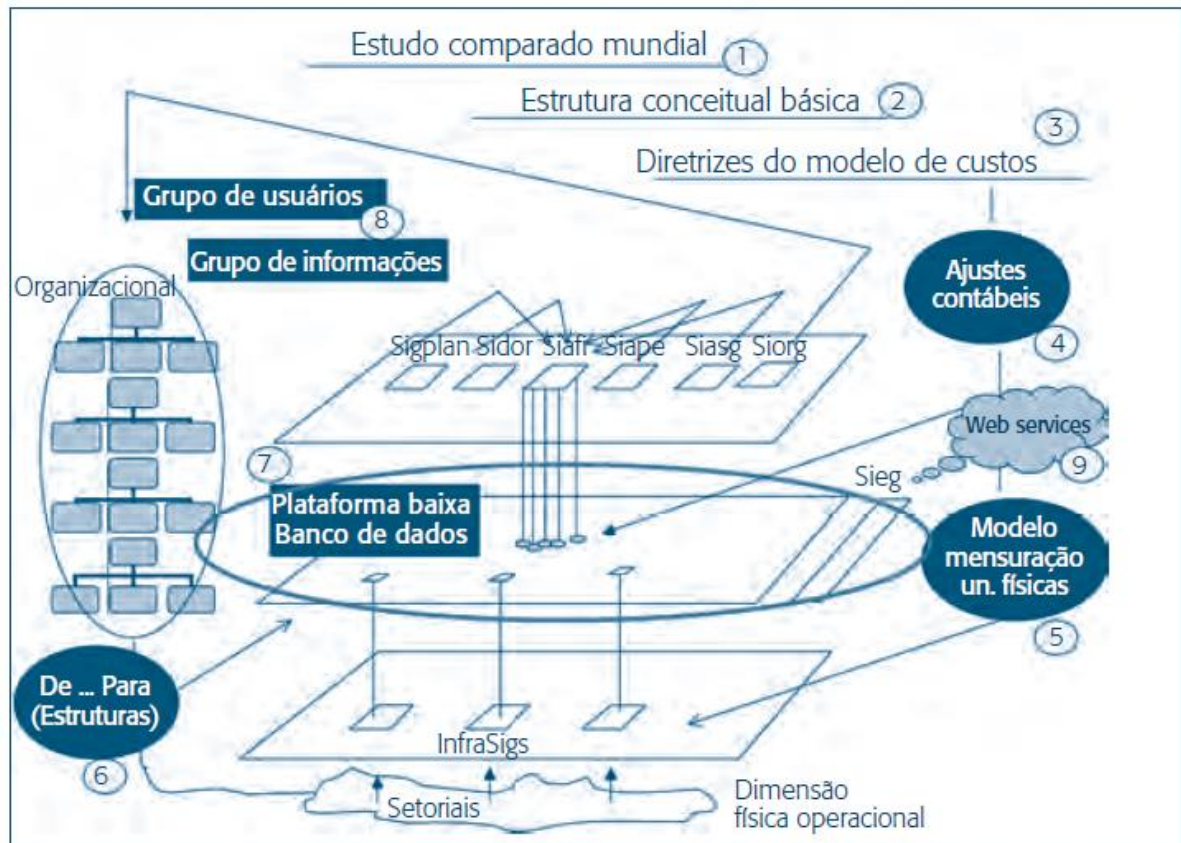 Estudo comparado mundial 1
Estrutura conceitual básica 2
3
Diretrizes do modelo de custos
Grupo de usuários
8
Grupo de informações
Organizacional
Ajustes
contábeis
4
Sigplan Sidor Siafi Siape Siasg Siorg
Web services
9
Sieg
7
Plataforma baixa
Banco de dados
Modelo
mensuração
un. físicas
5
De ... Para
(Estruturas)
6
InfraSigs
Setoriais
Dimensão
física operacional